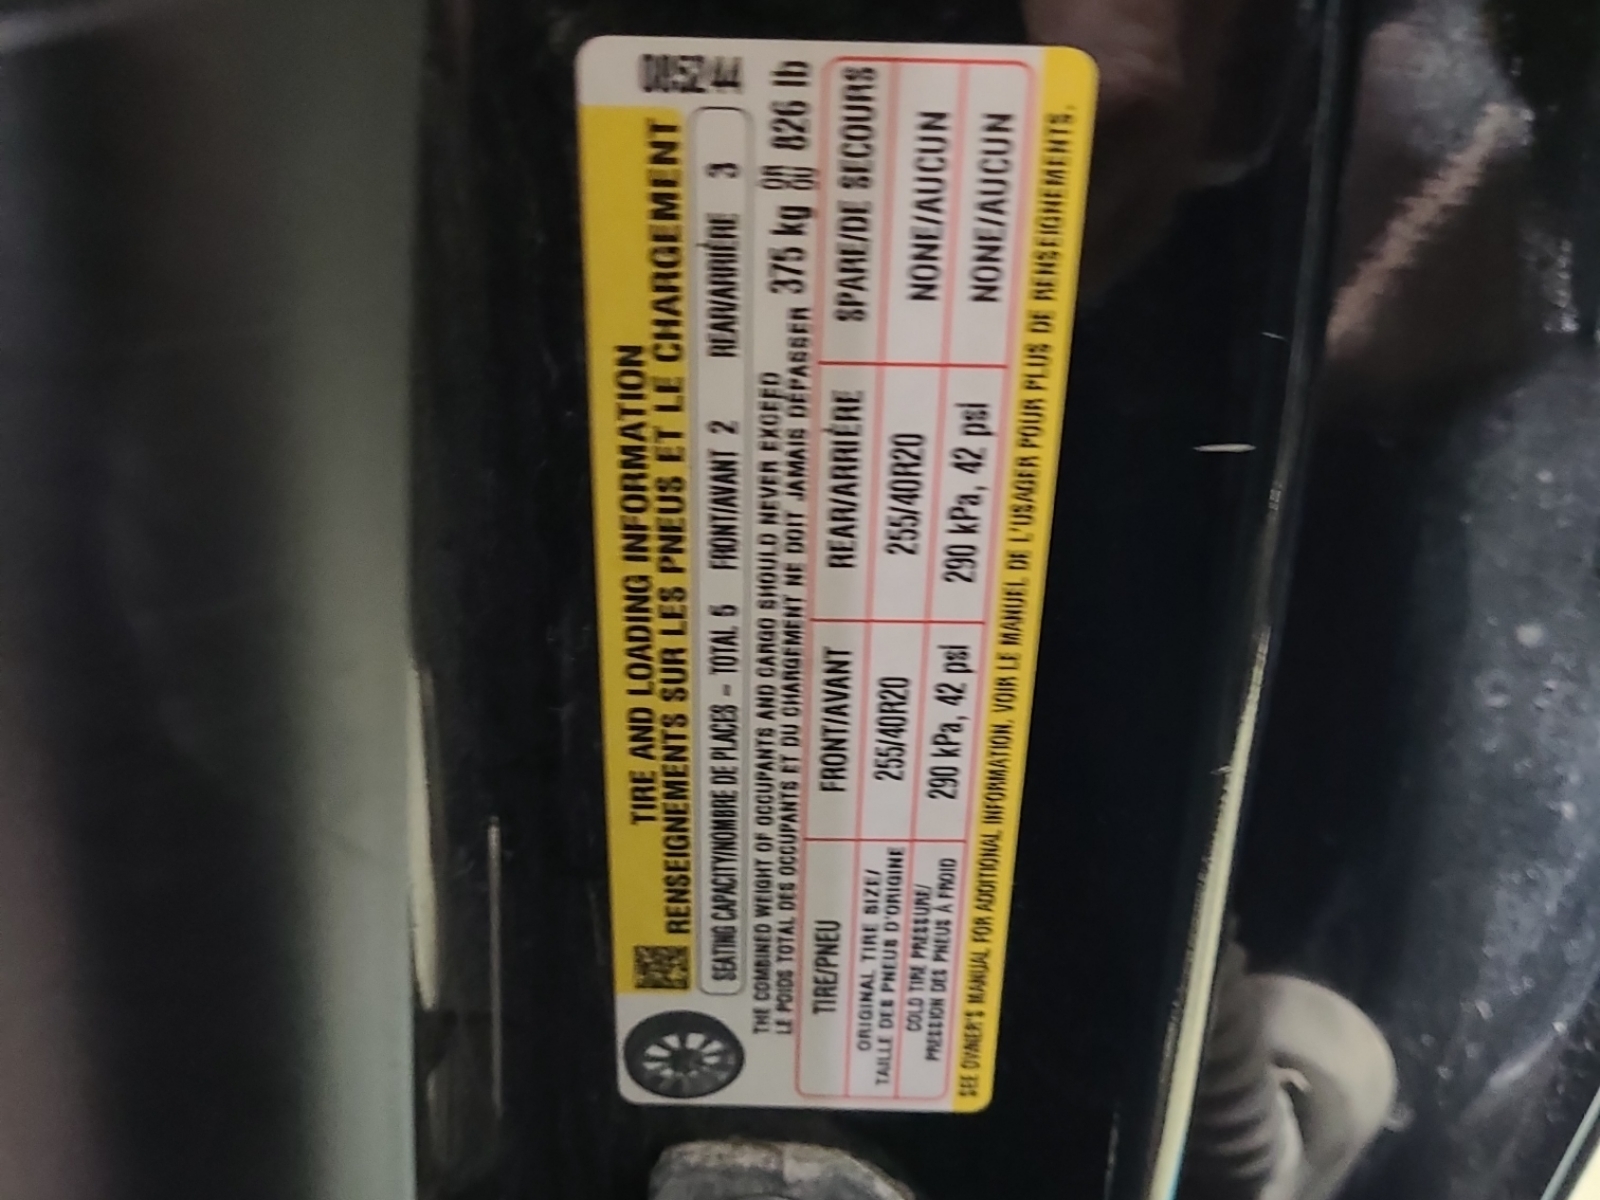 085244
TIRE AND LOADING INFORMATION
RENSEIGNEMENTS SUR LES PNEUS ET LE CHARGEMENT
SEATING CAPACITY/NOMBRE DE PLACES – TOTAL 5 FRONT/AVANT 2 REAR/ARRIÈRE 3
THE COMBINED WEIGHT OF OCCUPANTS AND CARGO SHOULD NEVER EXCEED
LE POIDS TOTAL DES OCCUPANTS ET DU CHARGEMENT NE DOIT JAMAIS DÉPASSER 375 kg OR OU 826 lb
TIRE/PNEU FRONT/AVANT REAR/ARRIÈRE SPARE/DE SECOURS
ORIGINAL TIRE SIZE/
TAILLE DES PNEUS D'ORIGINE 255/40R20 255/40R20 NONE/AUCUN
COLD TIRE PRESSURE/
PRESSION DES PNEUS À FROID 290 kPa, 42 psi 290 kPa, 42 psi NONE/AUCUN
SEE OWNER'S MANUAL FOR ADDITIONAL INFORMATION. VOIR LE MANUEL DE L'USAGER POUR PLUS DE RENSEIGNEMENTS.